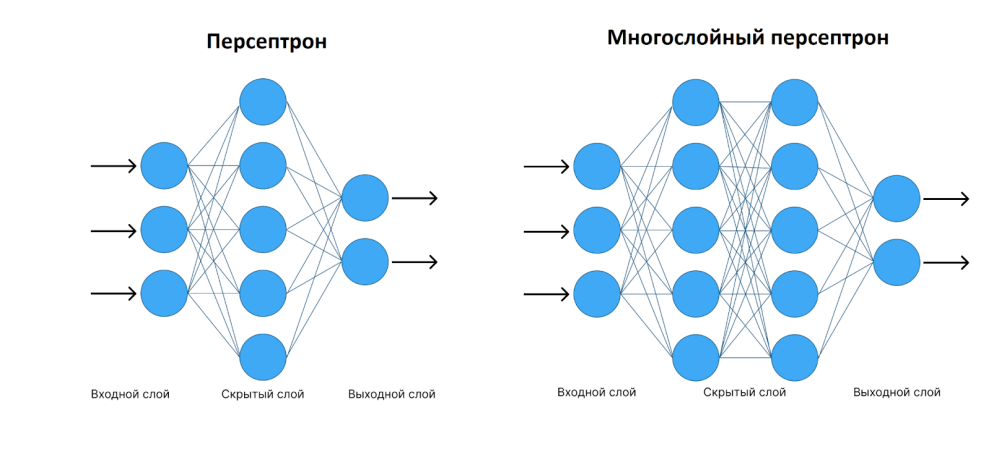 Персептрон
Многослойный персептрон
Входной слой
Скрытый слой
Выходной слой
Входной слой
Скрытый слой
Выходной слой